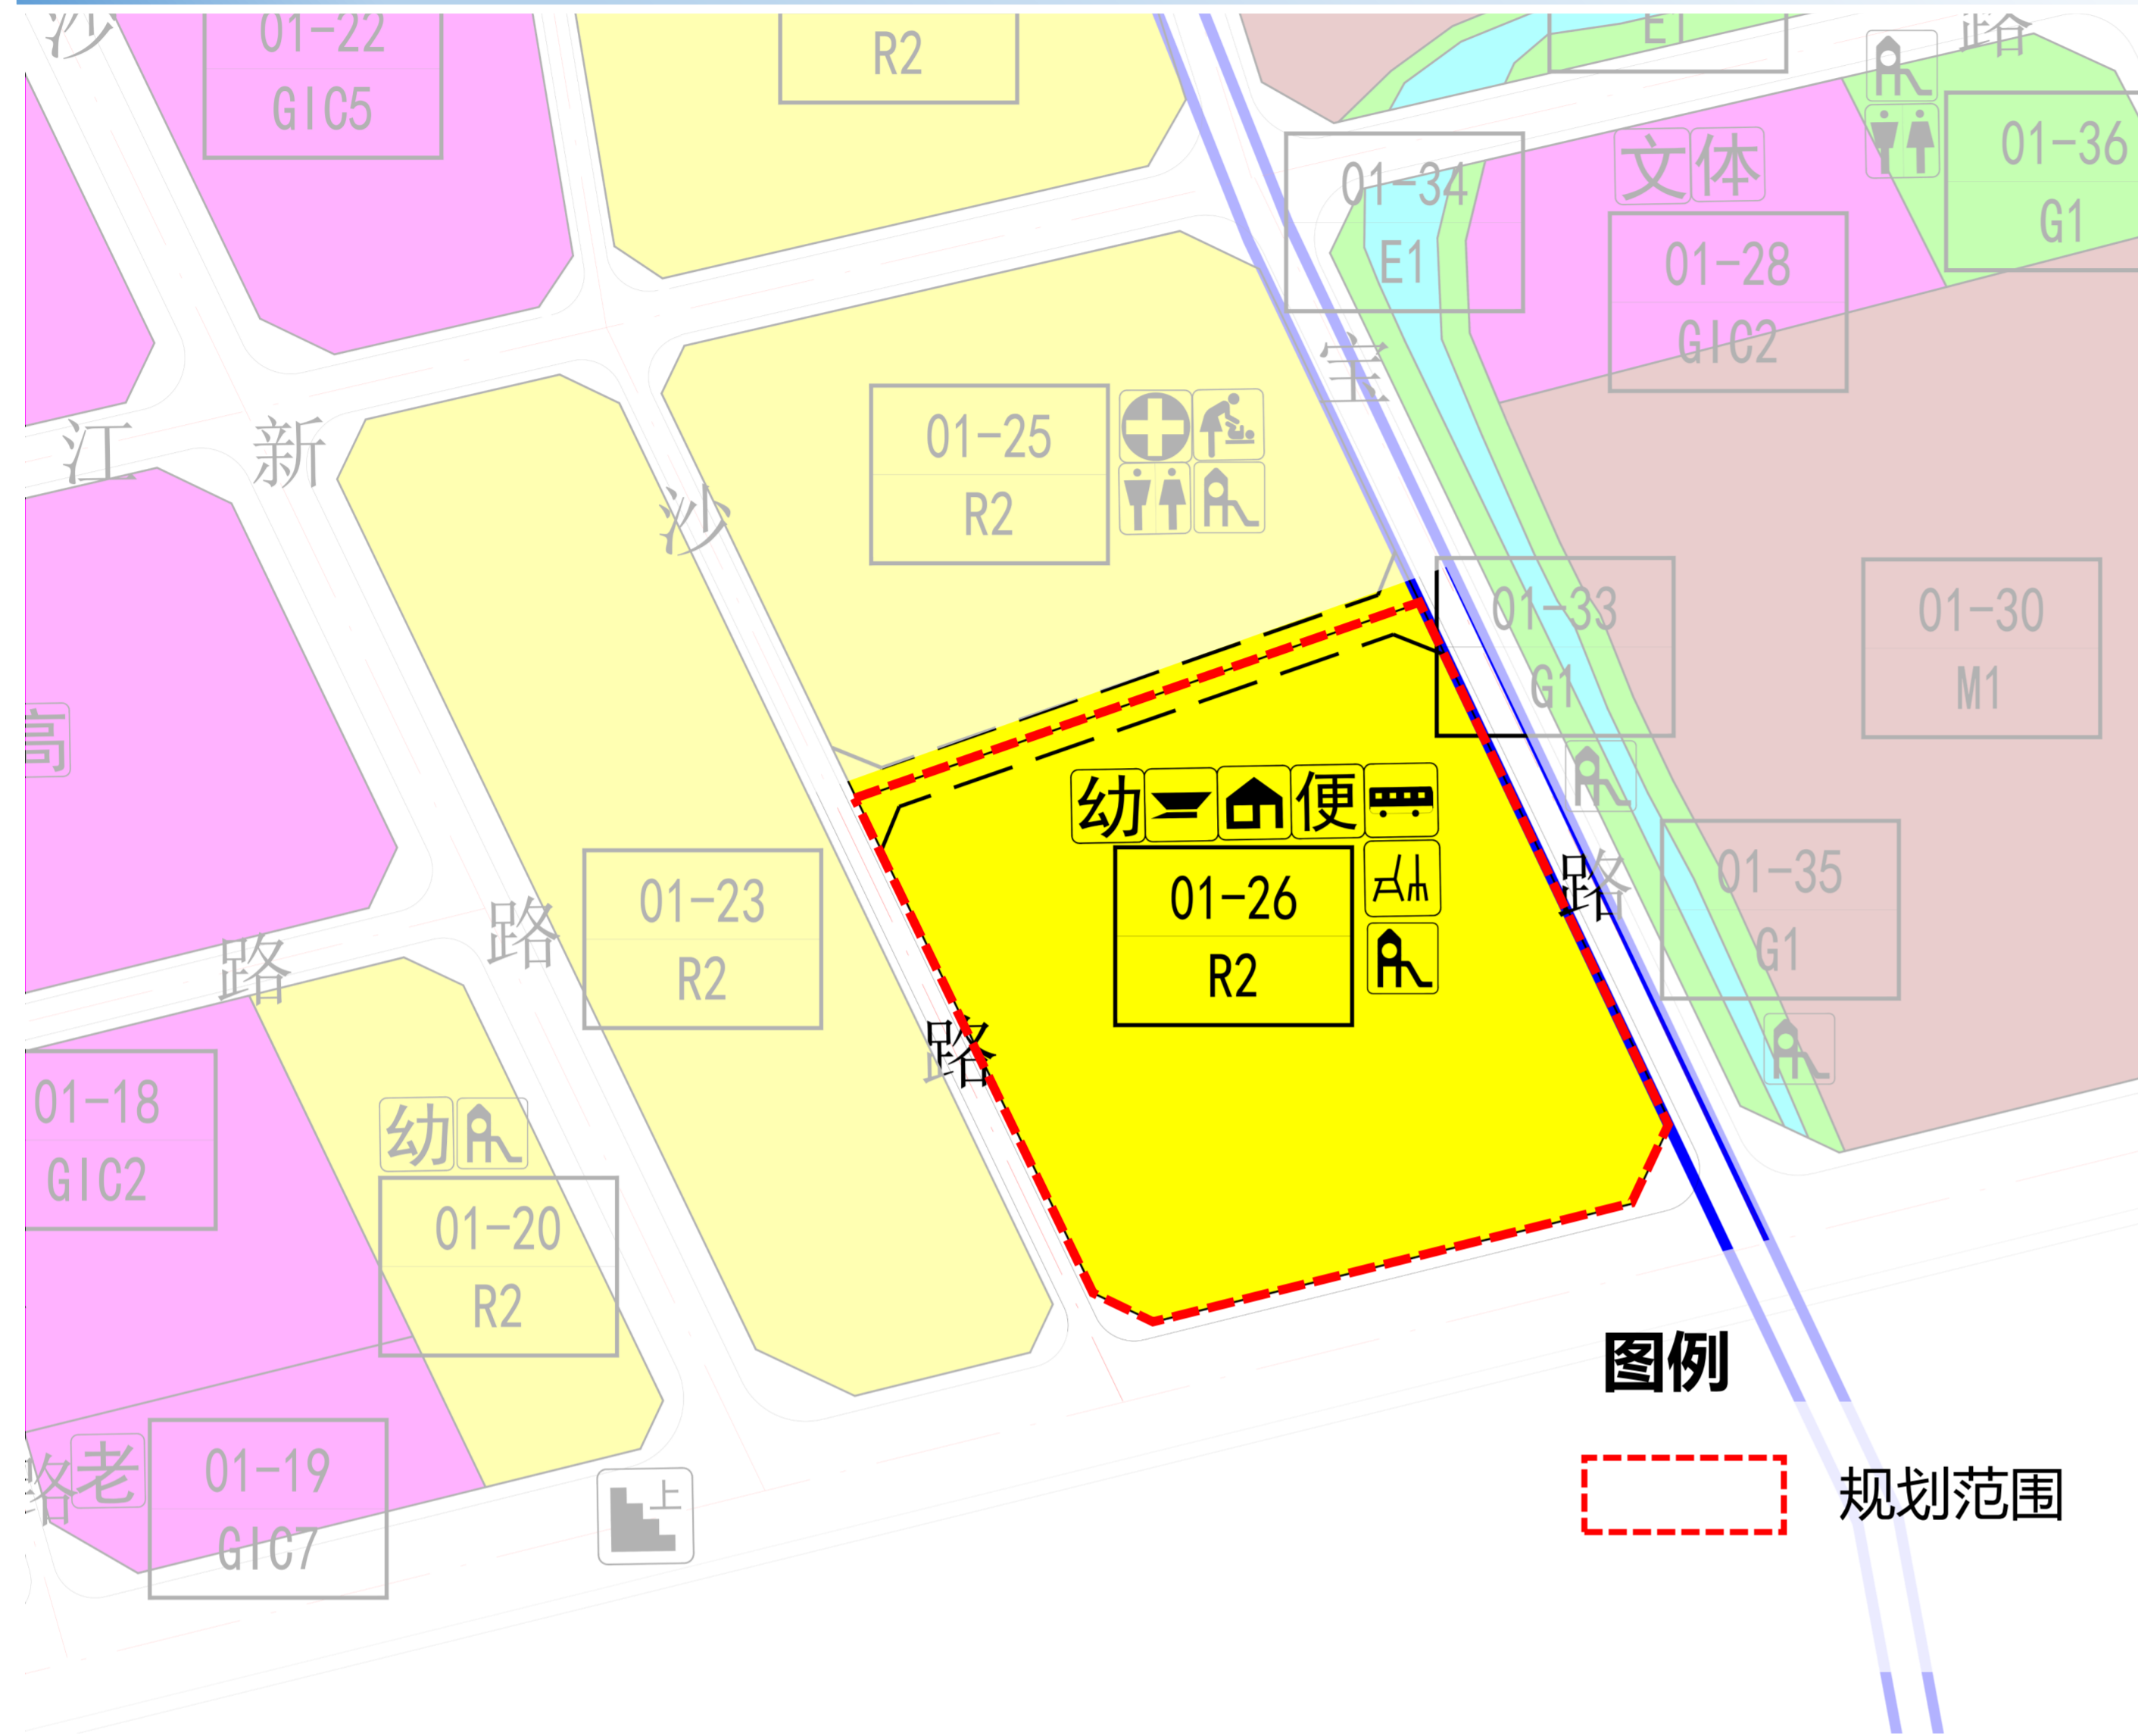 沙
01-22
GIC5
R2
E1
路
01-34
E1
文体
01-28
GIC2
01-36
G1
江
新
沙
01-25
R2
宝
01-33
G1
01-30
M1
高
幼
便
01-26
R2
路
01-35
G1
01-23
R2
路
路
路
01-18
GIC2
幼
01-20
R2
路
老
01-19
GIC7
上
图例
规划范围